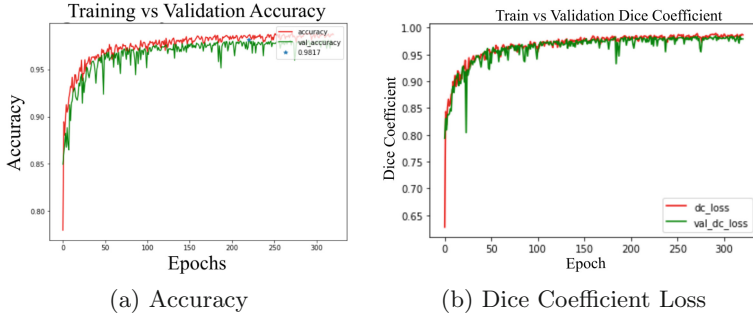 Training vs Validation Accuracy
accuracy
val_accuracy
0.9817
Accuracy
0.95
0.90
0.85
0.80
0
50
100
150
200
250
300
Epochs
(a) Accuracy
Train vs Validation Dice Coefficient
Dice Coefficient
1.00
0.95
0.90
0.85
0.80
0.75
0.70
0.65
dc_loss
val_dc_loss
0
50
100
150
200
250
300
Epoch
(b) Dice Coefficient Loss